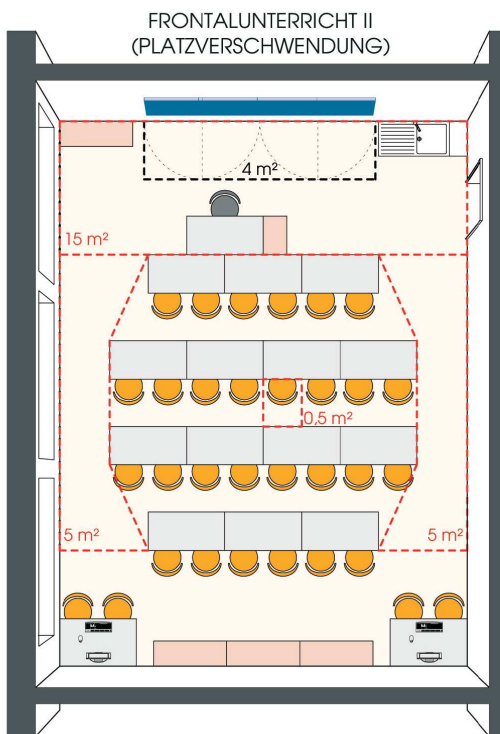 FRONTALUNTERRICHT II
(PLATZVERSCHWENDUNG)
4 m²
15 m²
0,5 m²
5 m²
5 m²